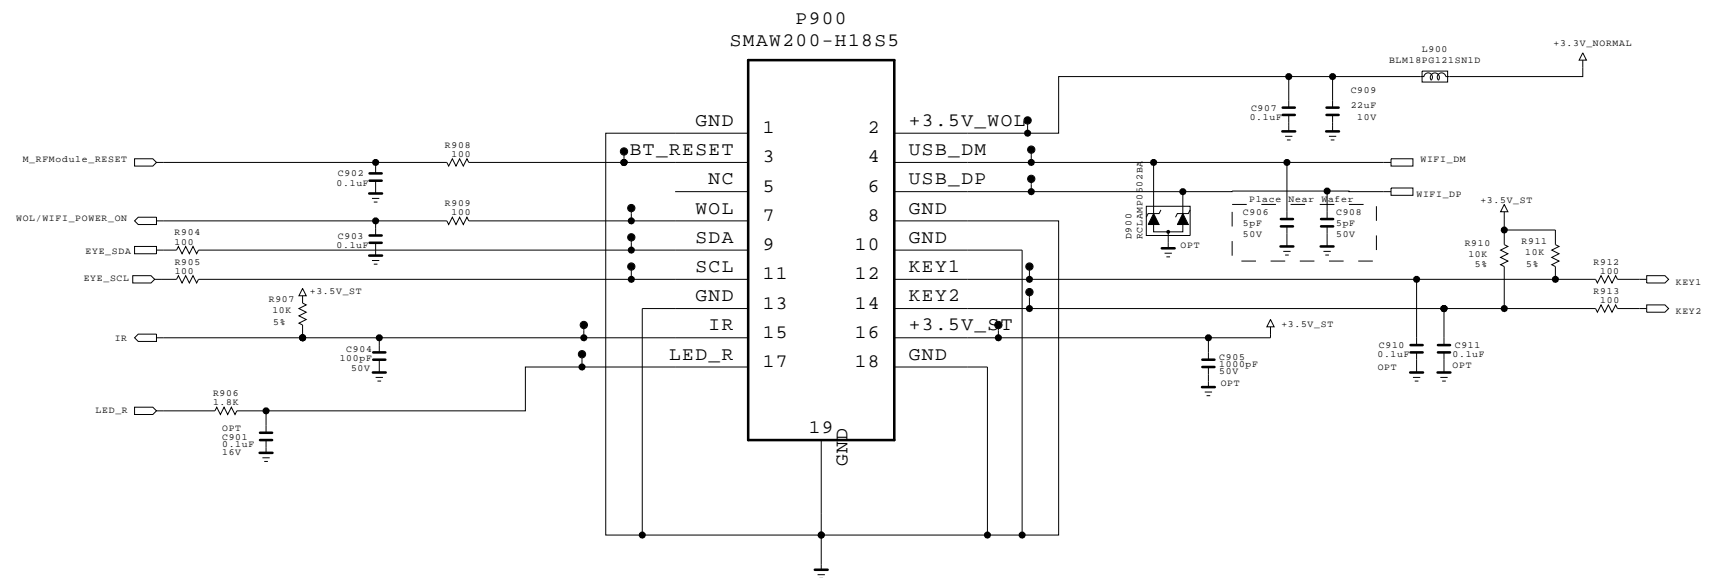 P900
SMAW200-H18S5
GND 1
BT_RESET 3
NC 5
WOL 7
SDA 9
SCL 11
GND 13
IR 15
LED_R 17
2 +3.5V_WOL
4 USB_DM
6 USB_DP
8 GND
10 GND
12 KEY1
14 KEY2
16 +3.5V_ST
18 GND
19
GND
M_RFModule_RESET
R908
100
C902
0.1uF
WOL/WIFI_POWER_ON
R909
100
C903
0.1uF
EYE_SDA
R904
100
EYE_SCL
R905
100
R907
10K
5%
+3.5V_ST
IR
C904
100pF
50V
LED_R
R906
1.8K
OPT
C901
0.1uF
16V
L900
BLM18PG121SN1D
+3.3V_NORMAL
C907
0.1uF
C909
22uF
10V
WIFI_DM
WIFI_DP
D900
RCLAMP0502BA
OPT
Place Near Wafer
C906
5pF
50V
C908
5pF
50V
+3.5V_ST
R910
10K
5%
R911
10K
5%
R912
100
KEY1
R913
100
KEY2
+3.5V_ST
C905
1000pF
50V
OPT
C910
0.1uF
OPT
C911
0.1uF
OPT